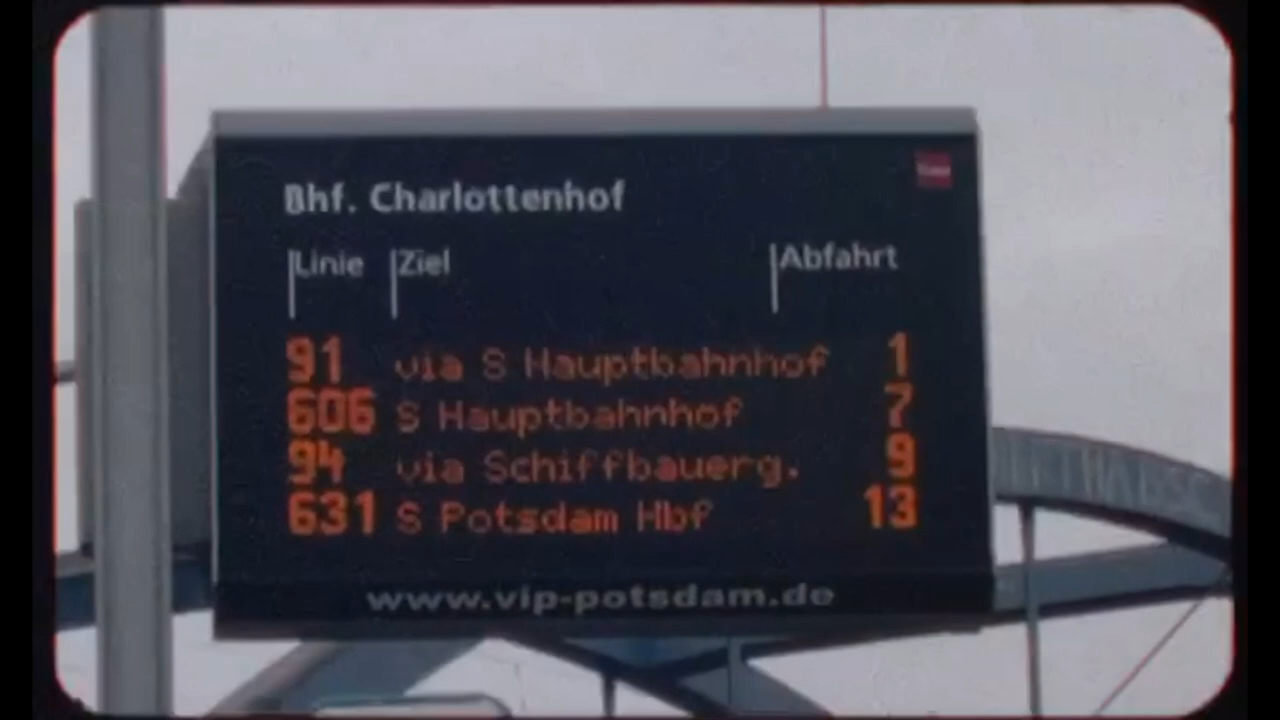 Bhf. Charlottenhof
Linie Ziel Abfahrt
91 via S Hauptbahnhof 1
606 S Hauptbahnhof 7
94 via Schiffbauerg. 9
631 S Potsdam Hbf 13
www.vip-potsdam.de